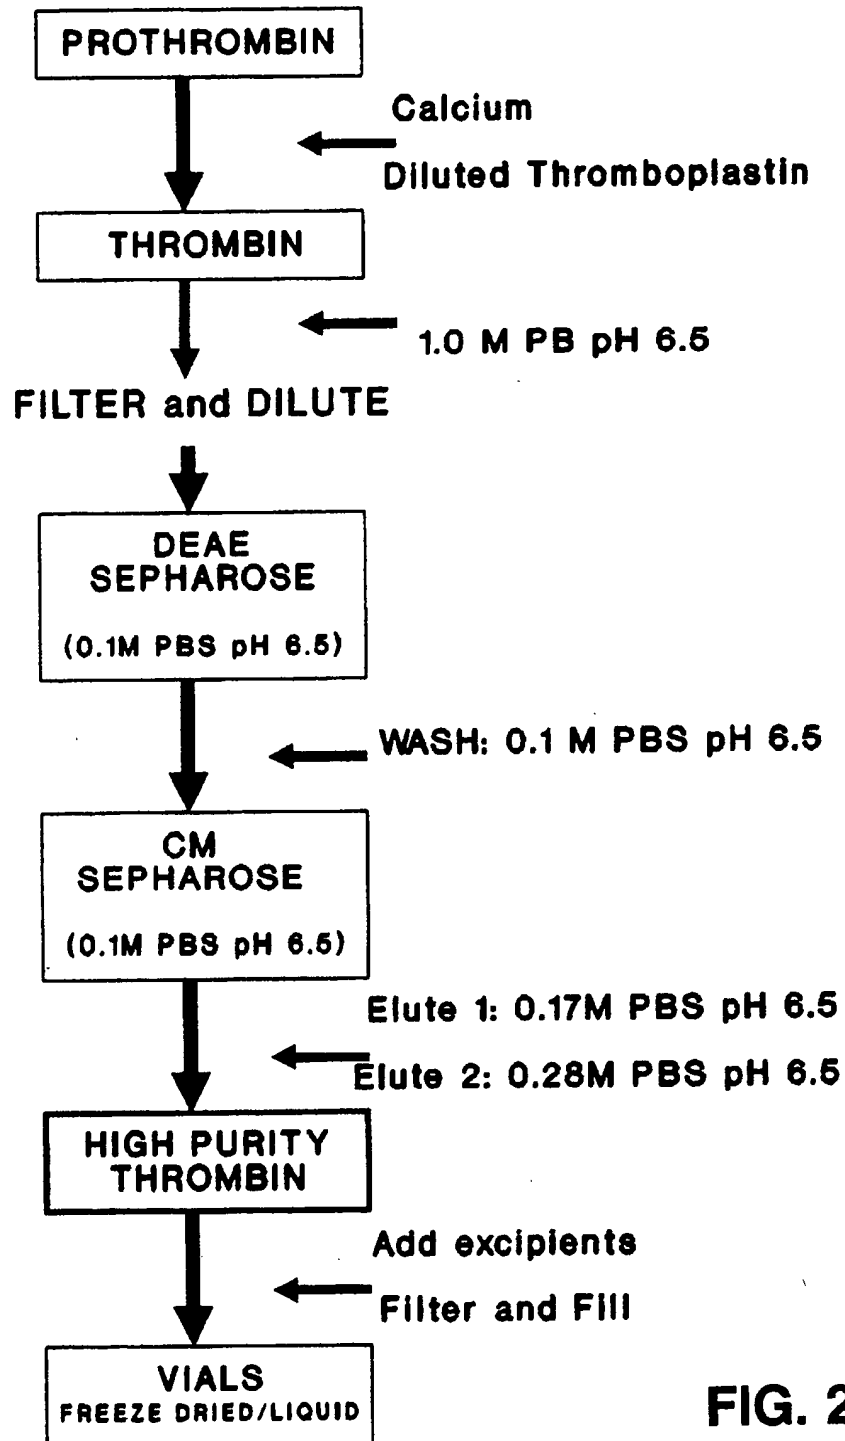 PROTHROMBIN
Calcium
Diluted Thromboplastin
THROMBIN
1.0 M PB pH 6.5
FILTER and DILUTE
DEAE
SEPHAROSE
(0.1M PBS pH 6.5)
WASH: 0.1 M PBS pH 6.5
CM
SEPHAROSE
(0.1M PBS pH 6.5)
Elute 1: 0.17M PBS pH 6.5
Elute 2: 0.28M PBS pH 6.5
HIGH PURITY
THROMBIN
Add excipients
Filter and Fill
VIALS
FREEZE DRIED/LIQUID
FIG. 2